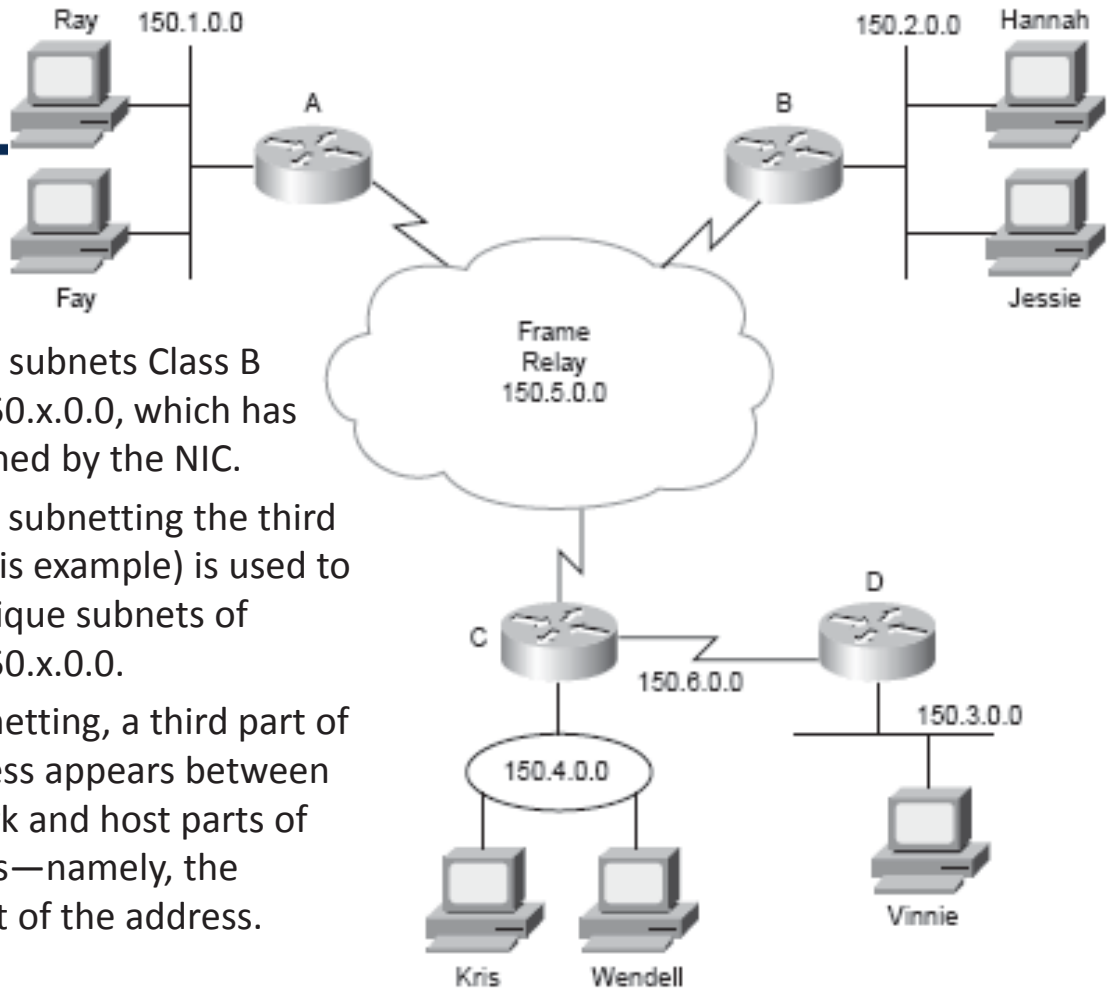 Ray 150.1.0.0
150.2.0.0 Hannah
A
B
Fay
Jessie
Frame
Relay
150.5.0.0
subnets Class B
50.x.0.0, which has
ned by the NIC.
subnetting the third
is example) is used to
ique subnets of
50.x.0.0.
etting, a third part of
ess appears between
k and host parts of
s—namely, the
t of the address.
C
D
150.6.0.0
150.3.0.0
150.4.0.0
Vinnie
Kris Wendell